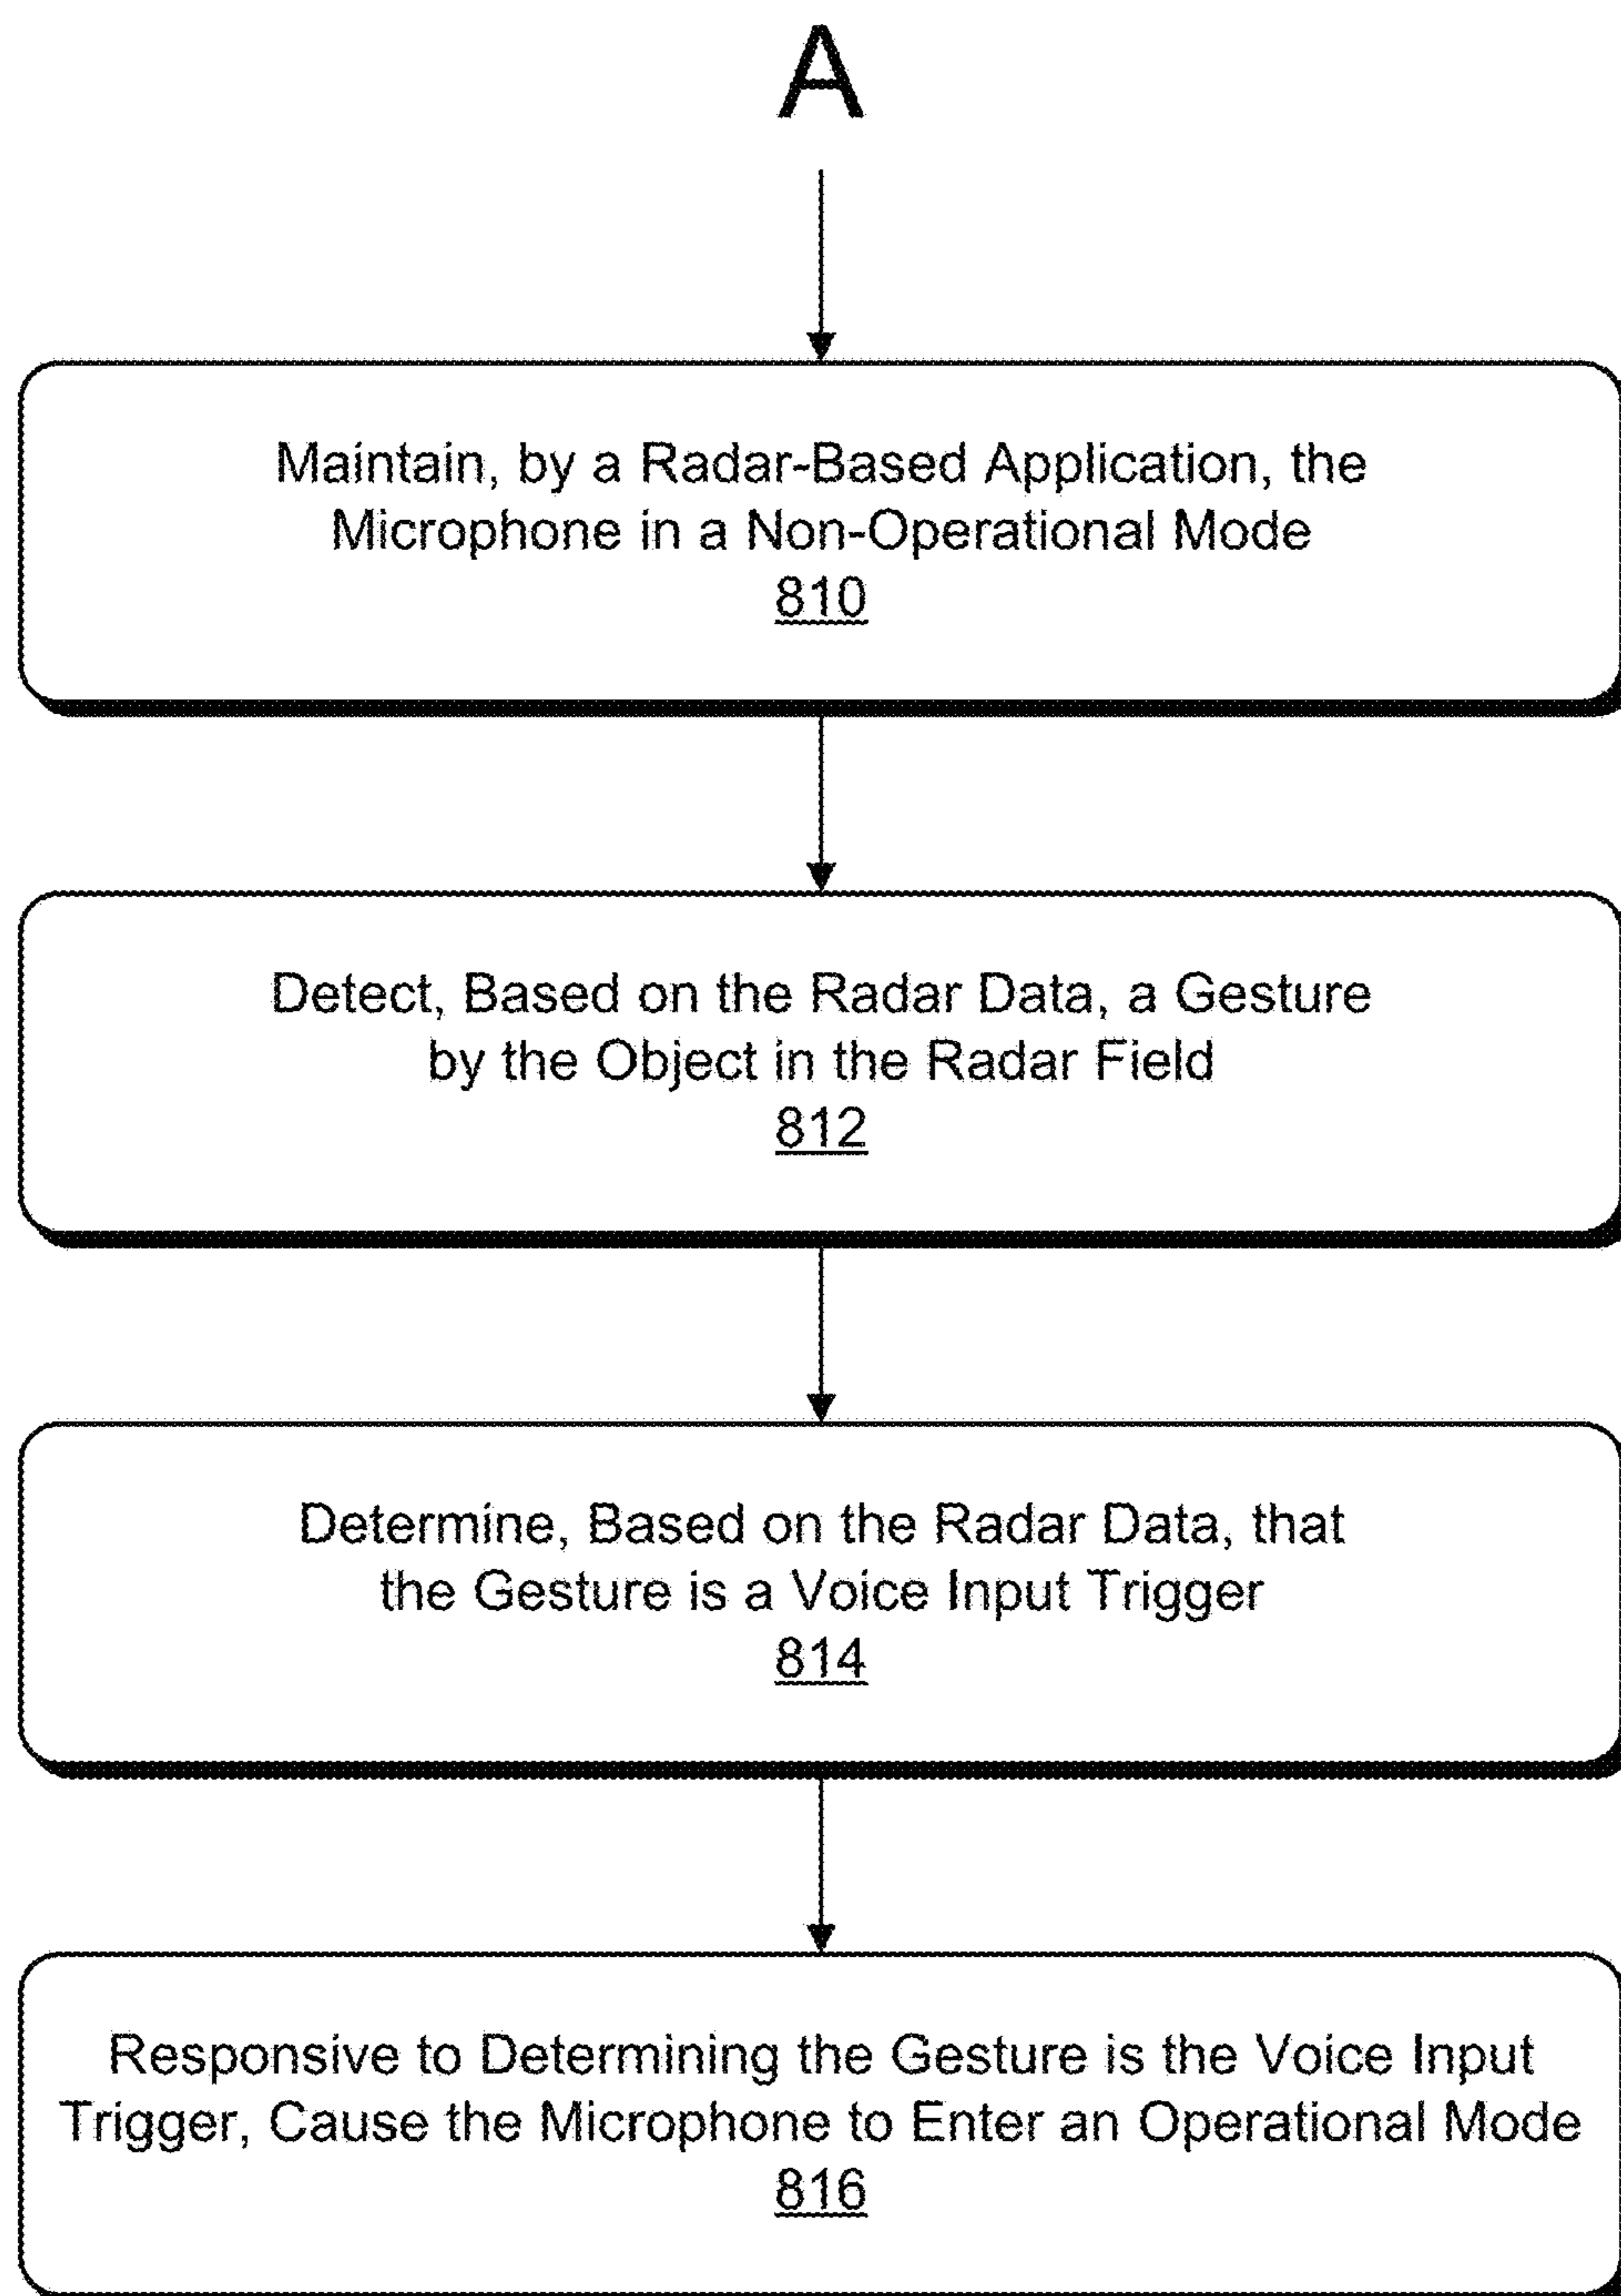 A
Maintain, by a Radar-Based Application, the
Microphone in a Non-Operational Mode
810
Detect, Based on the Radar Data, a Gesture
by the Object in the Radar Field
812
Determine, Based on the Radar Data, that
the Gesture is a Voice Input Trigger
814
Responsive to Determining the Gesture is the Voice Input
Trigger, Cause the Microphone to Enter an Operational Mode
816